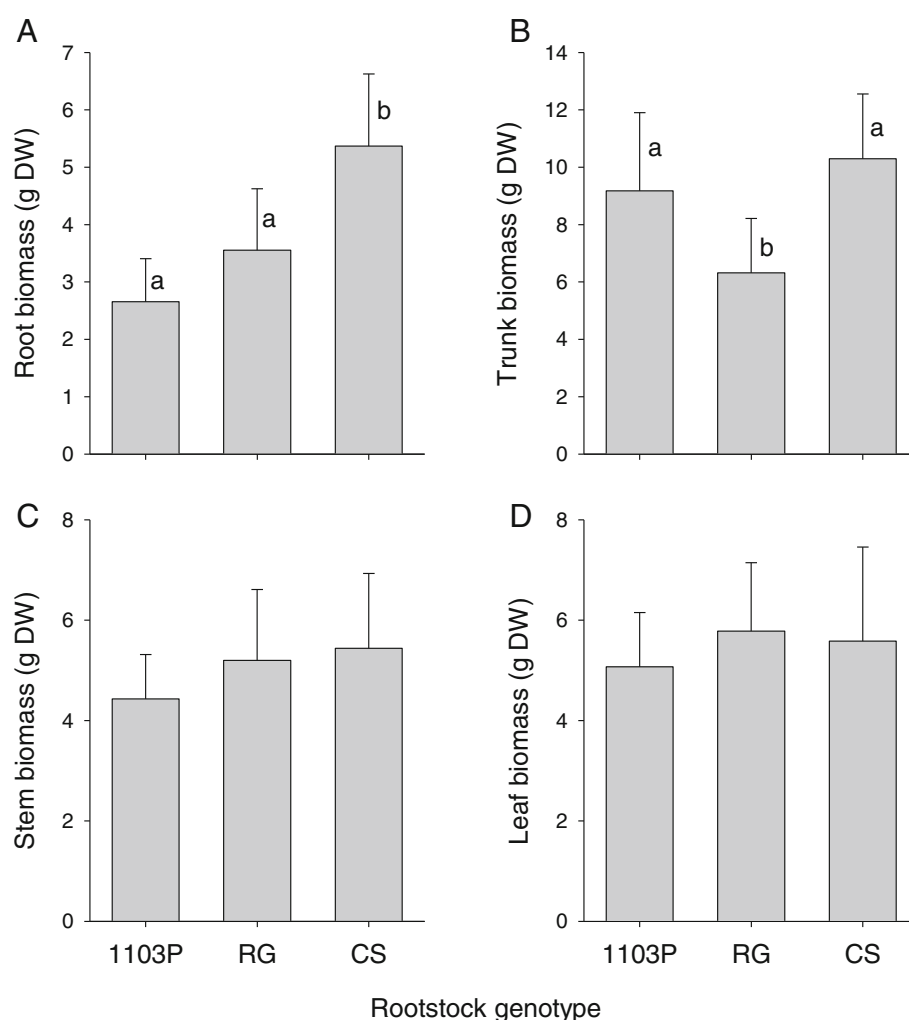 A
B
Root biomass (g DW)
7
6
5
4
3
2
1
0
a
a
b
Trunk biomass (g DW)
14
12
10
8
6
4
2
0
a
b
a
C
D
Stem biomass (g DW)
8
6
4
2
0
1103P RG CS
Leaf biomass (g DW)
8
6
4
2
0
1103P RG CS
Rootstock genotype